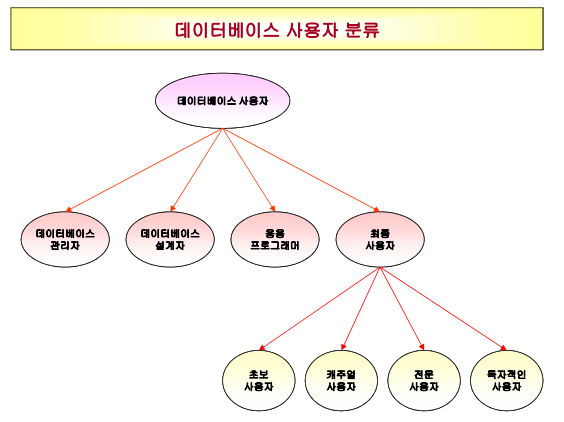 데이터베이스 사용자 분류
데이터베이스 사용자
데이터베이스
관리자
데이터베이스
설계자
응용
프로그래머
최종
사용자
초보
사용자
캐주얼
사용자
전문
사용자
독자적인
사용자